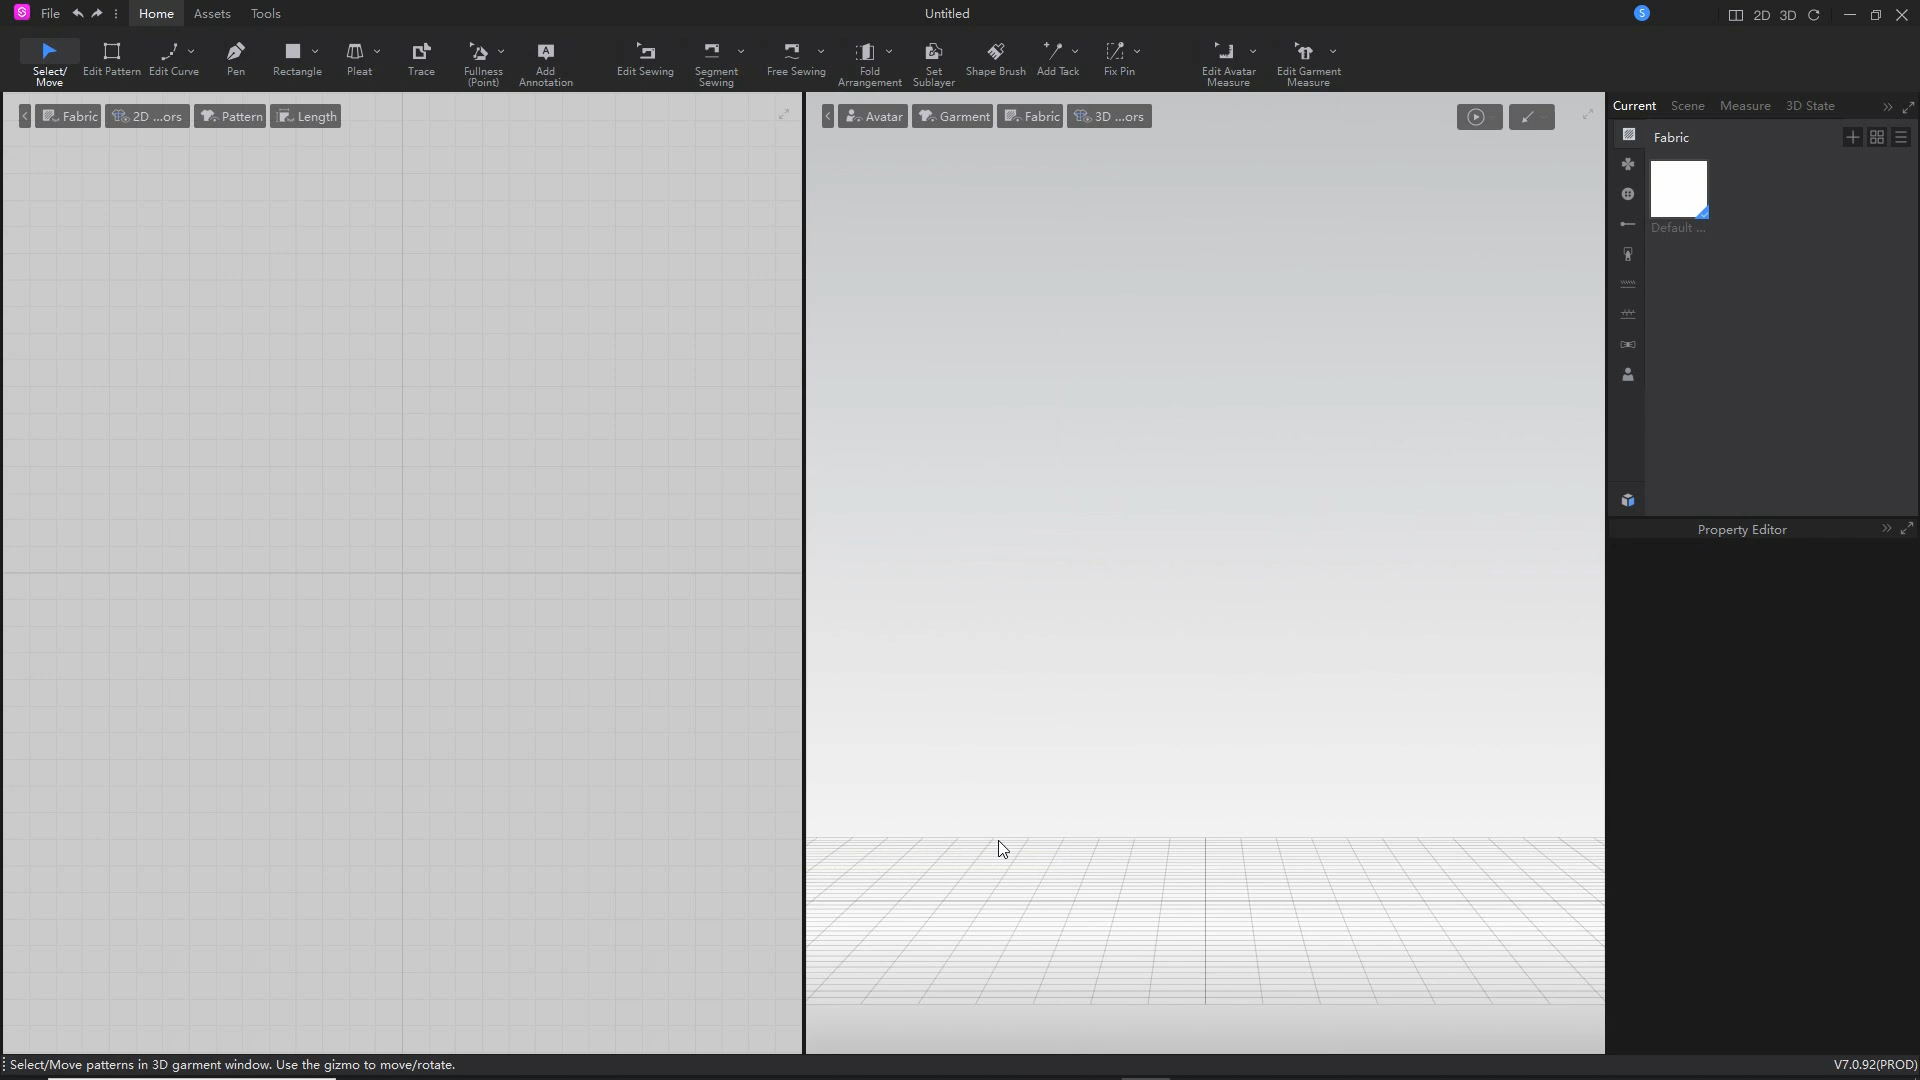 File Home Assets Tools Untitled S 2D 3D
Select/Move Edit Pattern Edit Curve Pen Rectangle Pleat Trace Fullness (Point) Add Annotation Edit Sewing Segment Sewing Free Sewing Fold Arrangement Set Sublayer Shape Brush Add Tack Fix Pin Edit Avatar Measure Edit Garment Measure
Fabric 2D ...ors Pattern Length
Avatar Garment Fabric 3D ...ors
Current Scene Measure 3D State
Fabric
Default ...
Property Editor
Select/Move patterns in 3D garment window. Use the gizmo to move/rotate.
V7.0.92(PROD)